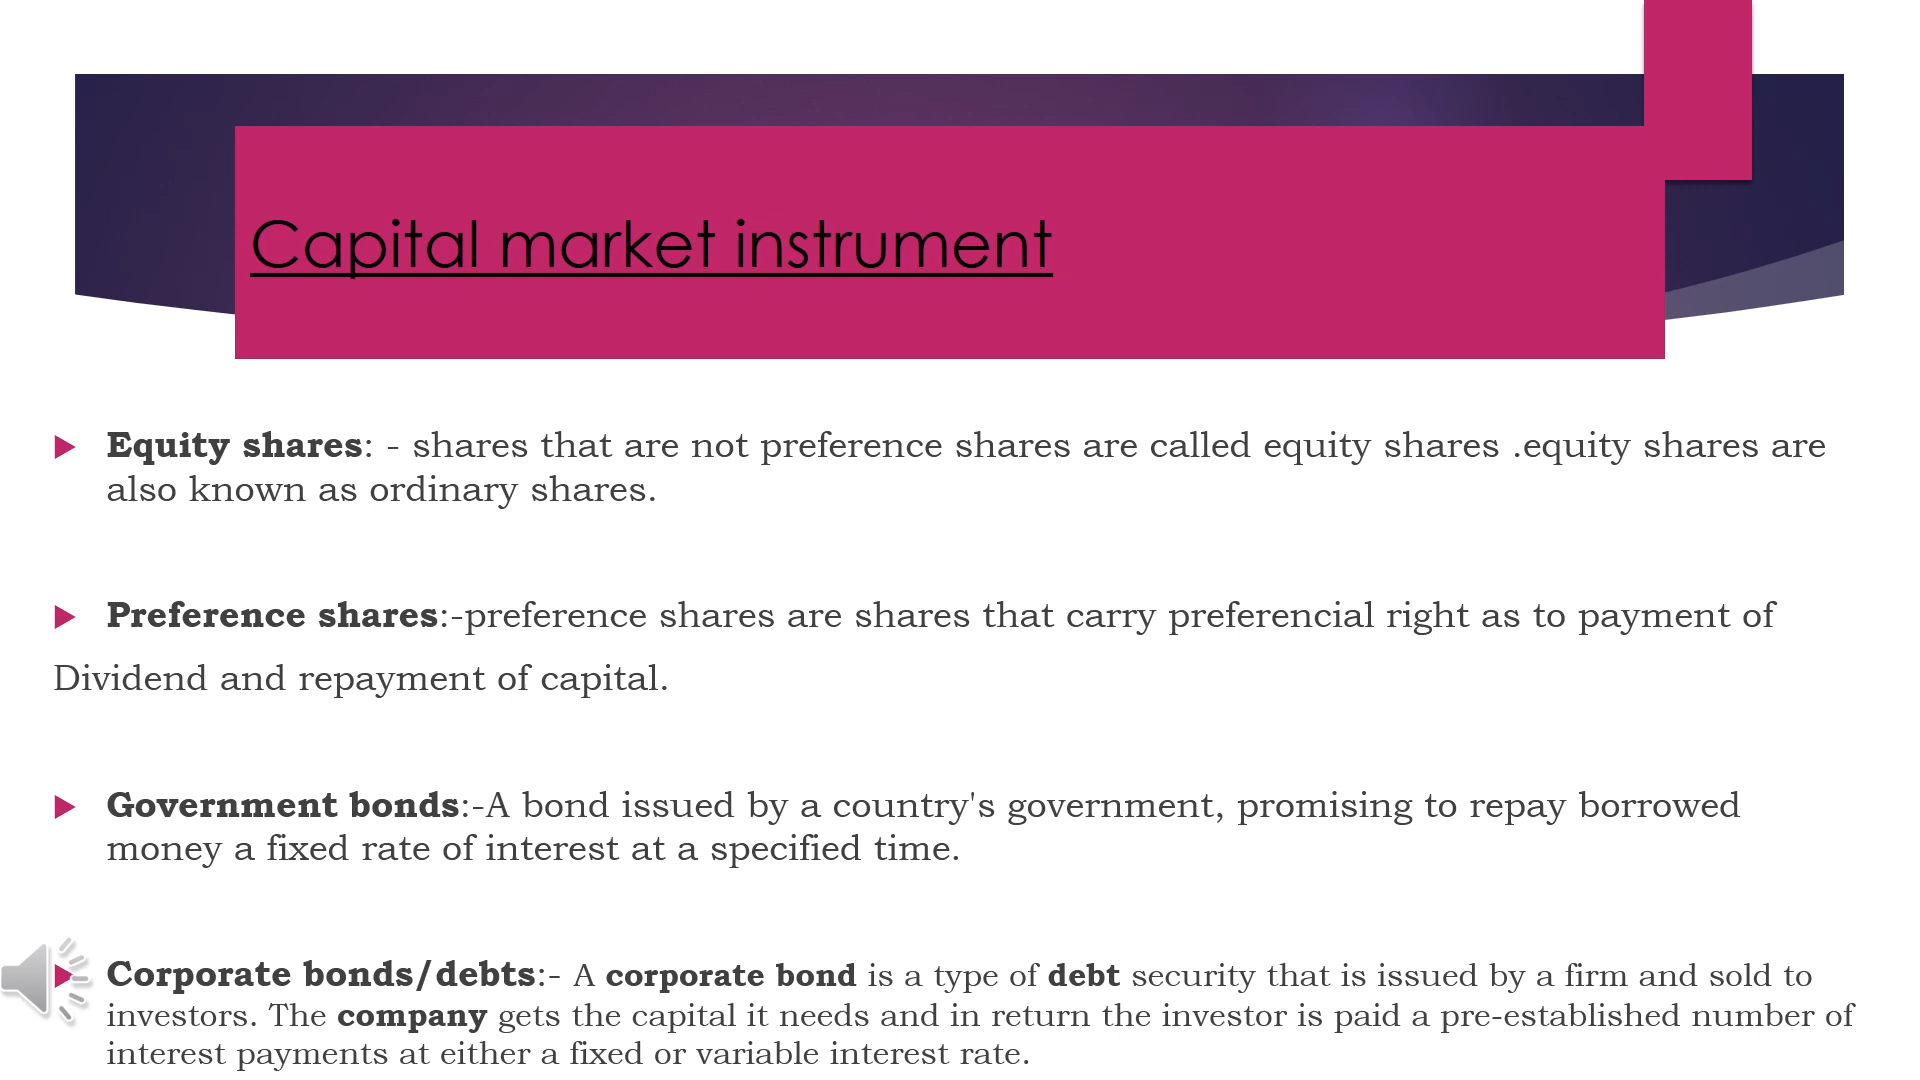 Capital market instrument
Equity shares: - shares that are not preference shares are called equity shares .equity shares are
also known as ordinary shares.
Preference shares:-preference shares are shares that carry preferencial right as to payment of
Dividend and repayment of capital.
Government bonds:-A bond issued by a country's government, promising to repay borrowed
money a fixed rate of interest at a specified time.
Corporate bonds/debts:- A corporate bond is a type of debt security that is issued by a firm and sold to
investors. The company gets the capital it needs and in return the investor is paid a pre-established number of
interest payments at either a fixed or variable interest rate.